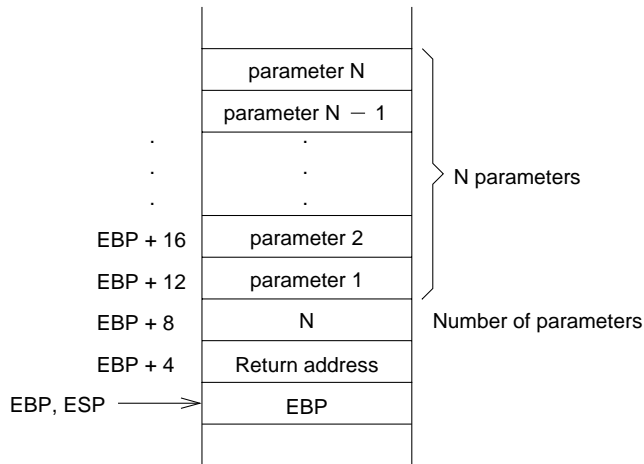 parameter N
parameter N − 1
. . .
. . .
N parameters
. . .
EBP + 16 parameter 2
EBP + 12 parameter 1
EBP + 8 N Number of parameters
EBP + 4 Return address
EBP, ESP EBP